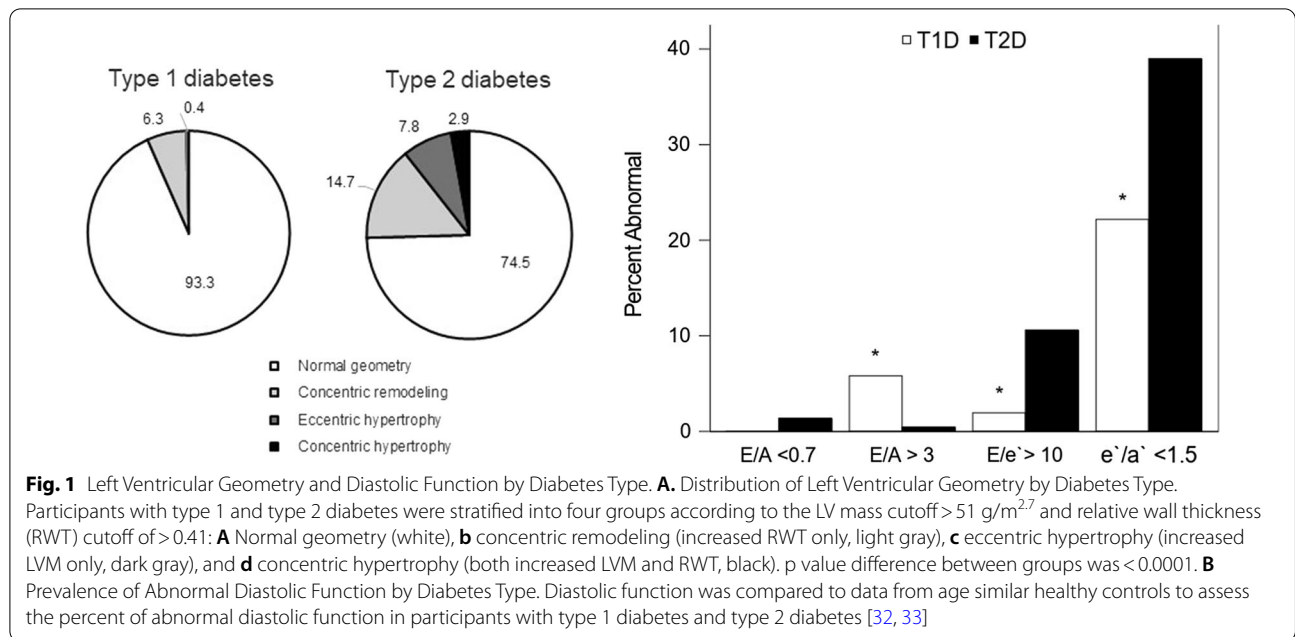 Type 1 diabetes
0.4
6.3
93.3
Type 2 diabetes
2.9
7.8
14.7
74.5
Normal geometry
Concentric remodeling
Eccentric hypertrophy
Concentric hypertrophy
T1D T2D
Percent Abnormal
40
30
20
10
0
*
*
*
E/A <0.7 E/A > 3 E/e`> 10 e`/a` <1.5
Fig. 1 Left Ventricular Geometry and Diastolic Function by Diabetes Type. A. Distribution of Left Ventricular Geometry by Diabetes Type.
Participants with type 1 and type 2 diabetes were stratified into four groups according to the LV mass cutoff > 51 g/m2.7 and relative wall thickness
(RWT) cutoff of > 0.41: A Normal geometry (white), b concentric remodeling (increased RWT only, light gray), c eccentric hypertrophy (increased
LVM only, dark gray), and d concentric hypertrophy (both increased LVM and RWT, black). p value difference between groups was < 0.0001. B
Prevalence of Abnormal Diastolic Function by Diabetes Type. Diastolic function was compared to data from age similar healthy controls to assess
the percent of abnormal diastolic function in participants with type 1 diabetes and type 2 diabetes [32, 33]